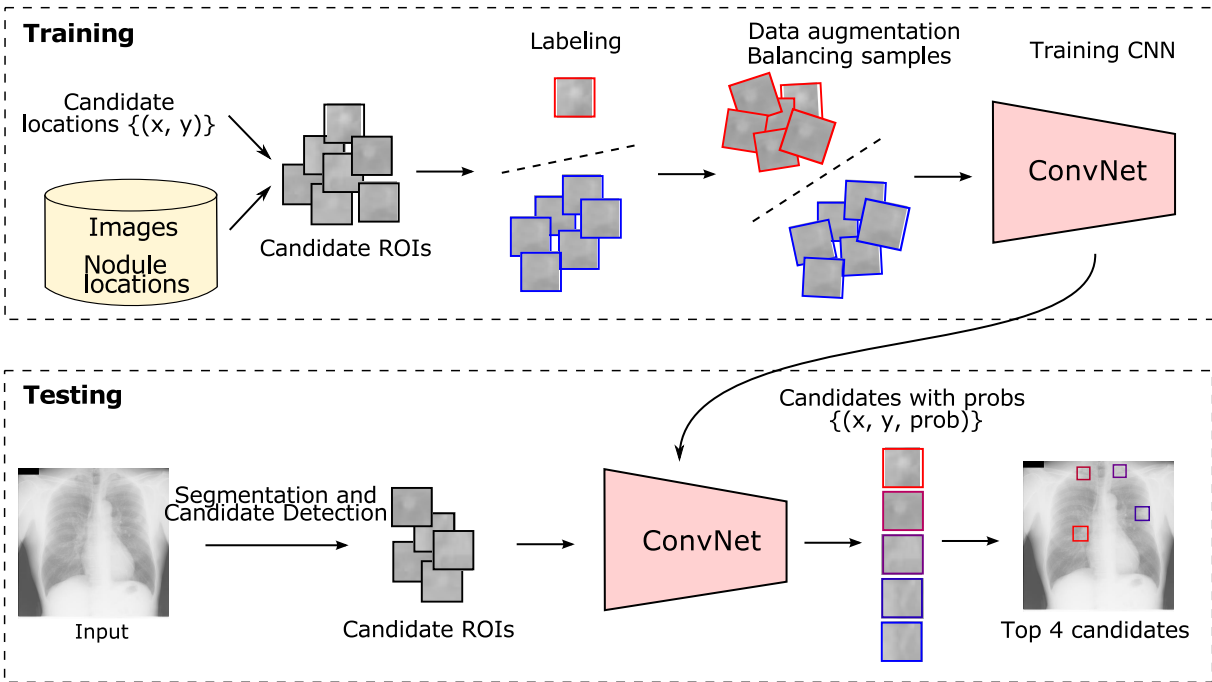 Training
Candidate
locations {(x, y)}
Images
Nodule
locations
Candidate ROIs
Labeling
Data augmentation
Balancing samples
Training CNN
ConvNet
Testing
Input
Segmentation and
Candidate Detection
Candidate ROIs
ConvNet
Candidates with probs
{(x, y, prob)}
Top 4 candidates